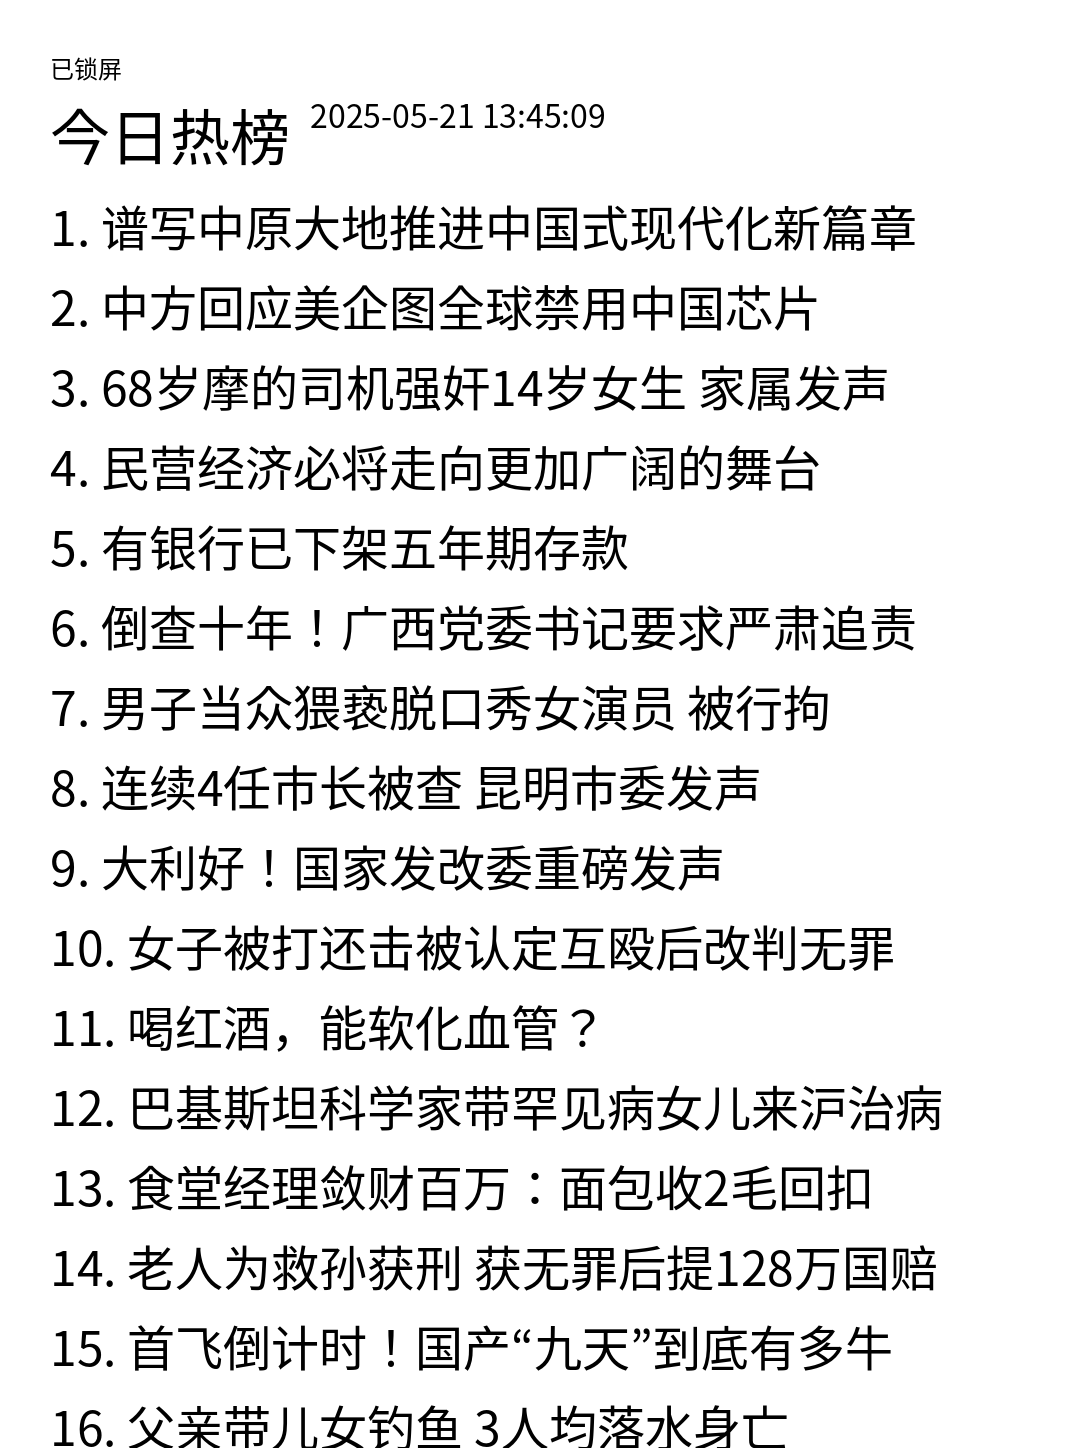 已锁屏
今日热榜 2025-05-21 13:45:09
1. 谱写中原大地推进中国式现代化新篇章
2. 中方回应美企图全球禁用中国芯片
3. 68岁摩的司机强奸14岁女生 家属发声
4. 民营经济必将走向更加广阔的舞台
5. 有银行已下架五年期存款
6. 倒查十年！广西党委书记要求严肃追责
7. 男子当众猥亵脱口秀女演员 被行拘
8. 连续4任市长被查 昆明市委发声
9. 大利好！国家发改委重磅发声
10. 女子被打还击被认定互殴后改判无罪
11. 喝红酒，能软化血管？
12. 巴基斯坦科学家带罕见病女儿来沪治病
13. 食堂经理敛财百万：面包收2毛回扣
14. 老人为救孙获刑 获无罪后提128万国赔
15. 首飞倒计时！国产“九天”到底有多牛
16. 父亲带儿女钓鱼 3人均落水身亡